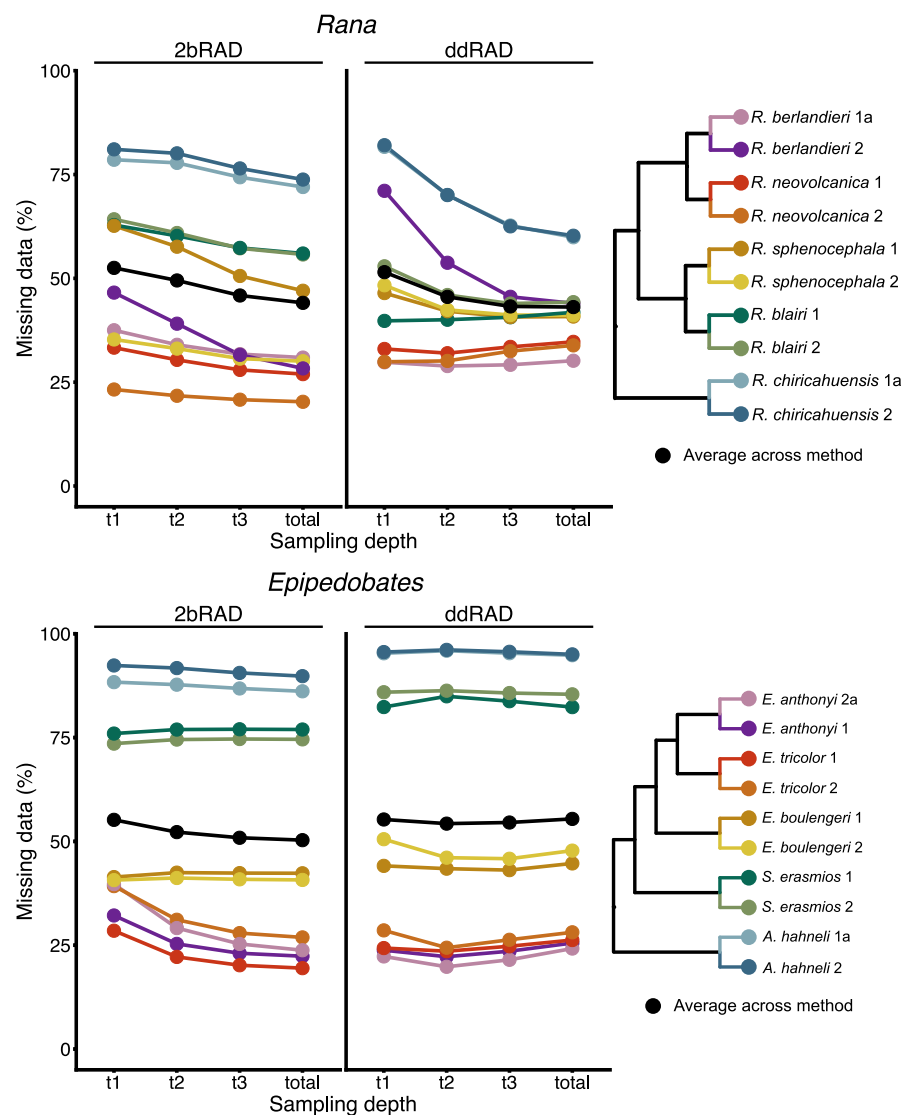 Rana
2bRAD ddRAD
100
75
50
25
0
Missing data (%)
t1 t2 t3 total t1 t2 t3 total
Sampling depth Sampling depth
R. berlandieri 1a
R. berlandieri 2
R. neovolcanica 1
R. neovolcanica 2
R. sphenocephala 1
R. sphenocephala 2
R. blairi 1
R. blairi 2
R. chiricahuensis 1a
R. chiricahuensis 2
Average across method
Epipedobates
2bRAD ddRAD
100
75
50
25
0
Missing data (%)
t1 t2 t3 total t1 t2 t3 total
Sampling depth Sampling depth
E. anthonyi 2a
E. anthonyi 1
E. tricolor 1
E. tricolor 2
E. boulengeri 1
E. boulengeri 2
S. erasmios 1
S. erasmios 2
A. hahneli 1a
A. hahneli 2
Average across method